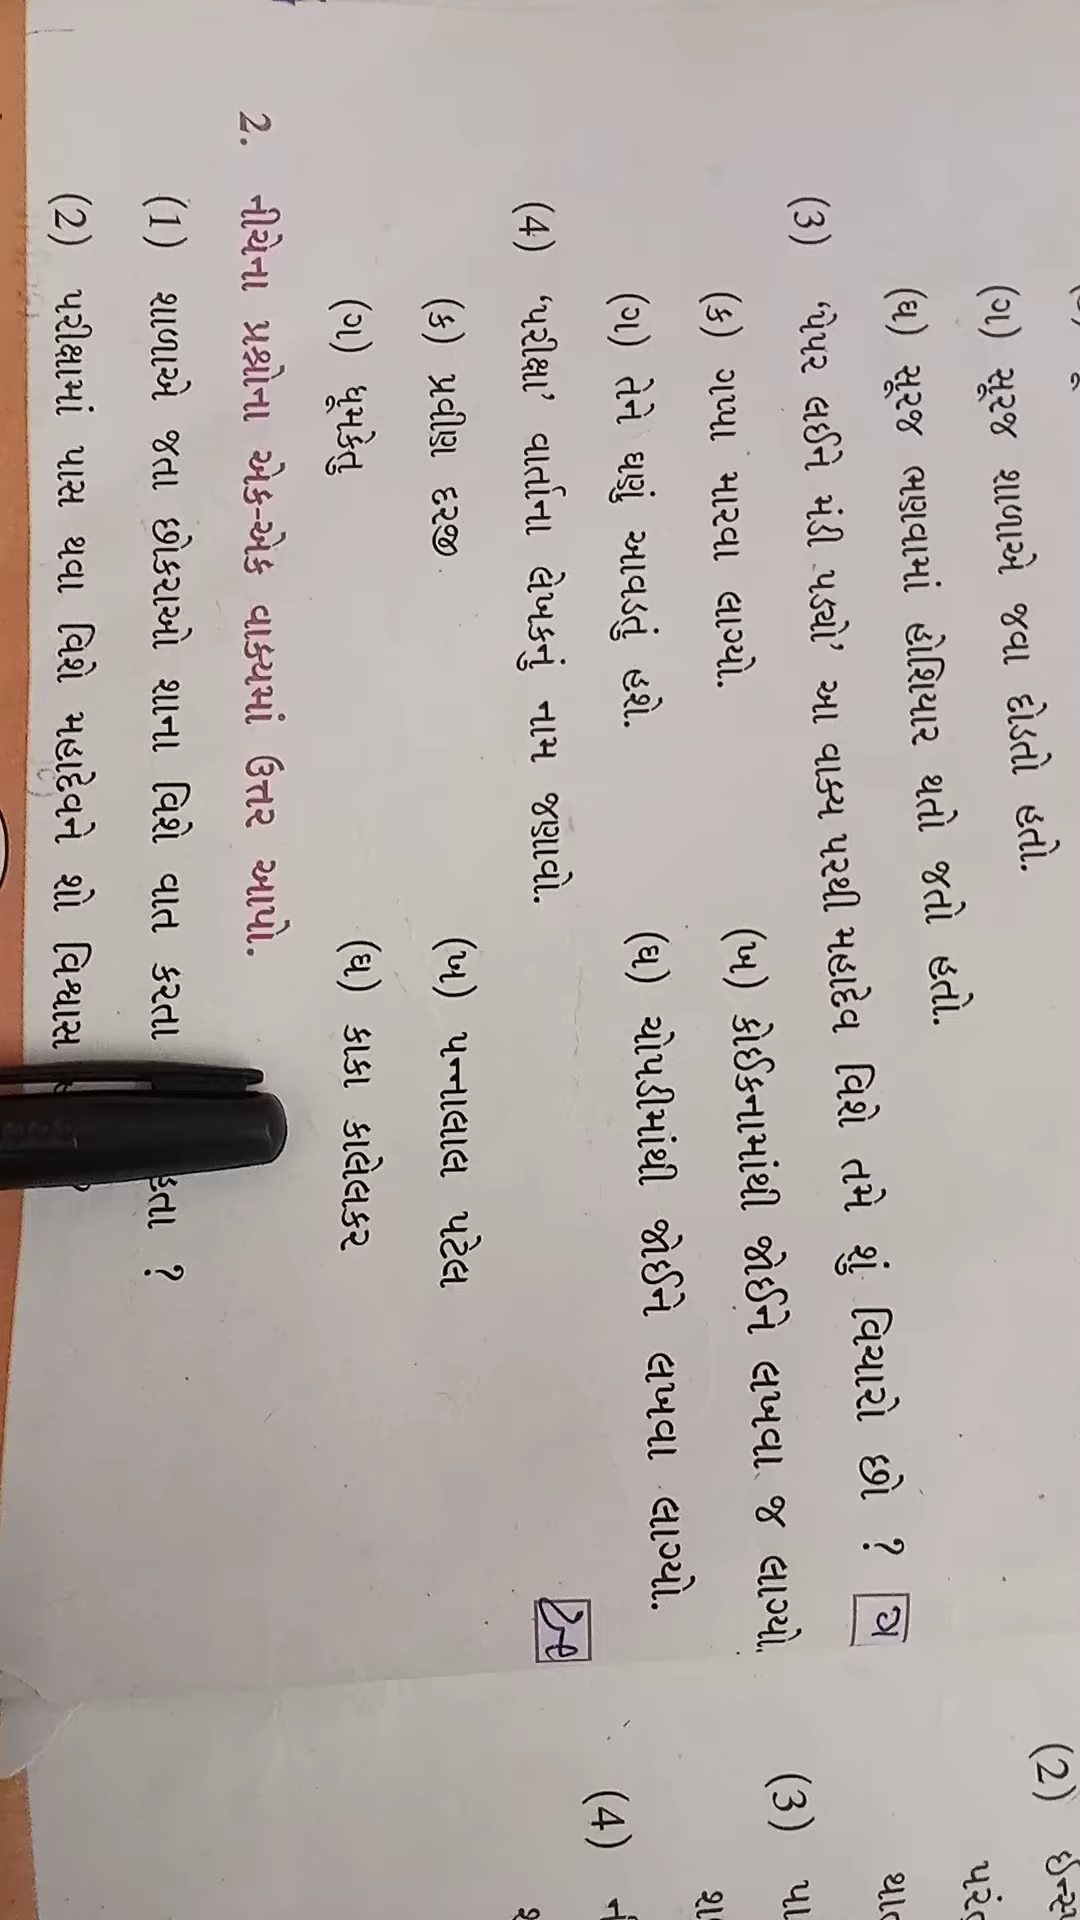 (ગ) સૂરજ શાળાએ જવા દોડતો હતો.
(ઘ) સૂરજ ભણવામાં હોશિયાર થતો જતો હતો.
(3) ‘પેપર લઈને મંડી પડ્યો’ આ વાક્ય પરથી મહાદેવ વિશે તમે શું વિચારો છો ? ગ
(ક) ગપ્પા મારવા લાગ્યો. (ખ) કોઈકનામાંથી જોઈને લખવા જ લાગ્યો.
(ગ) તેને ઘણું આવડતું હશે. (ઘ) ચોપડીમાંથી જોઈને લખવા લાગ્યો.
(4) ‘પરીક્ષા’ વાર્તાના લેખકનું નામ જણાવો. ખ
(ક) પ્રવીણ દરજી (ખ) પન્નાલાલ પટેલ
(ગ) ધૂમકેતુ (ઘ) કાકા કાલેલકર
2. નીચેના પ્રશ્નોના એક-એક વાક્યમાં ઉત્તર આપો.
(1) શાળાએ જતા છોકરાઓ શાના વિશે વાત કરતા હતા ?
(2) પરીક્ષામાં પાસ થવા વિશે મહાદેવને શો વિશ્વાસ
(2)
(3)
(4)